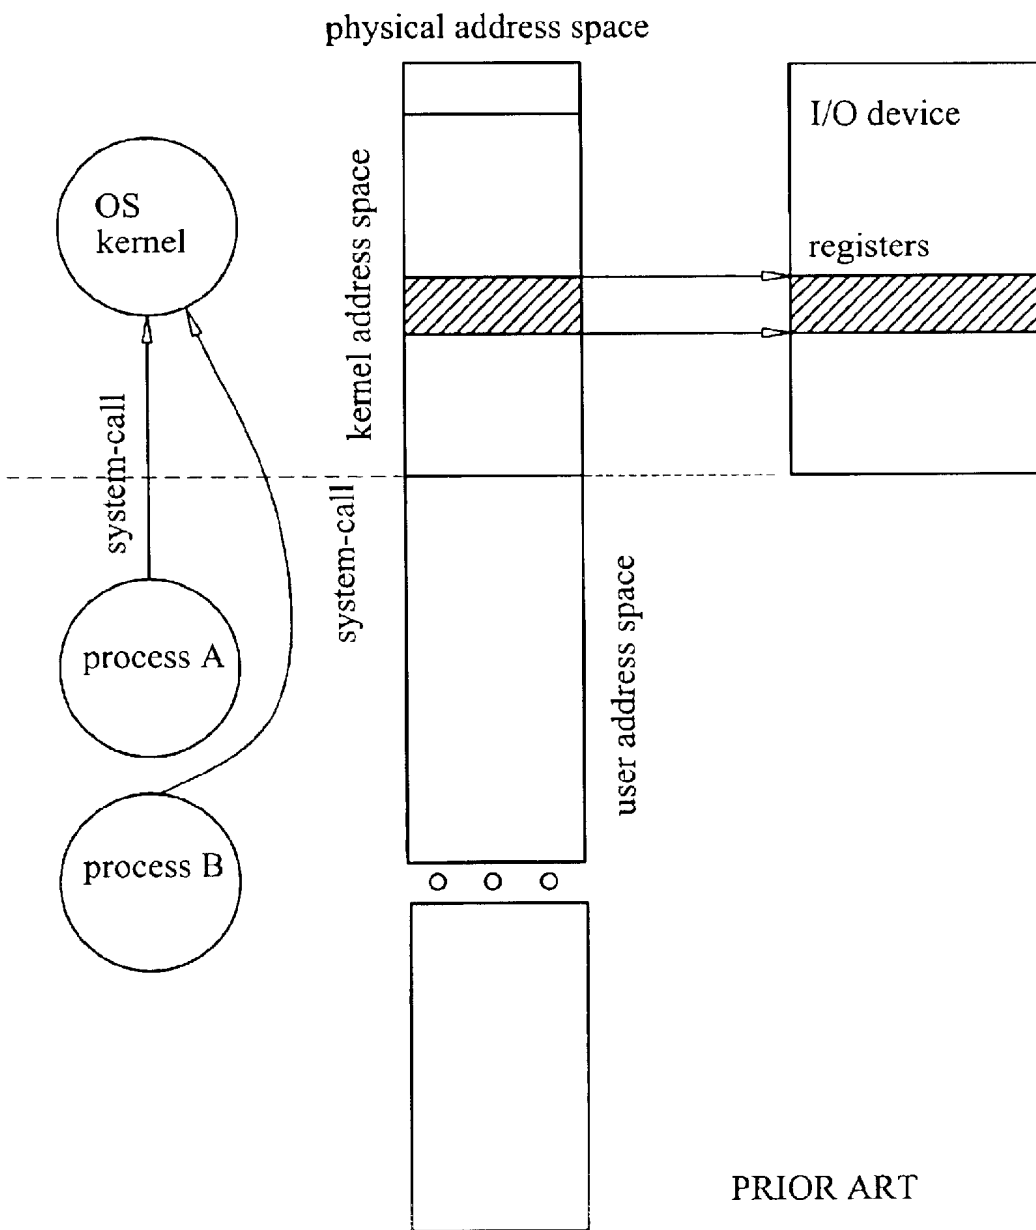 physical address space
I/O device
OS
kernel
kernel address space
registers
system-call
system-call
process A
user address space
process B
PRIOR ART